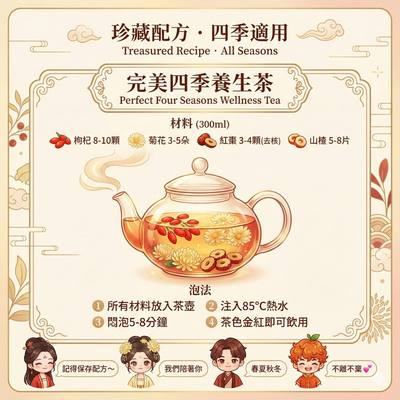 珍藏配方・四季適用
Treasured Recipe・All Seasons
完美四季養生茶
Perfect Four Seasons Wellness Tea
材料 (300ml)
枸杞 8-10顆 菊花 3-5朵 紅棗 3-4顆(去核) 山楂 5-8片
泡法
1 所有材料放入茶壺 2 注入85°C熱水
3 悶泡5-8分鐘 4 茶色金紅即可飲用
記得保存配方～ 我們陪著你 春夏秋冬 不離不棄